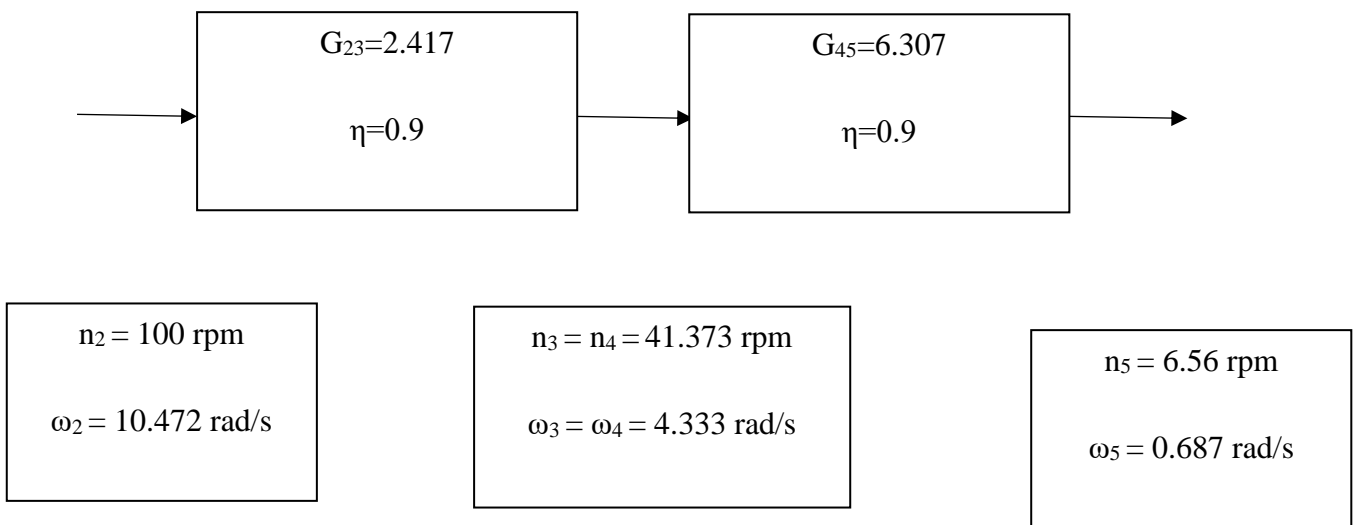 G₂₃=2.417
η=0.9
G₄₅=6.307
η=0.9
n₂ = 100 rpm
ω₂ = 10.472 rad/s
n₃ = n₄ = 41.373 rpm
ω₃ = ω₄ = 4.333 rad/s
n₅ = 6.56 rpm
ω₅ = 0.687 rad/s